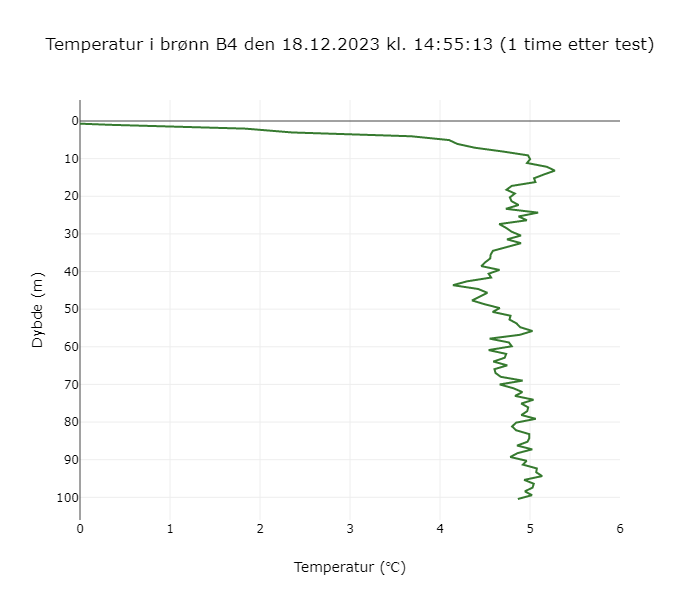 Temperatur i brønn B4 den 18.12.2023 kl. 14:55:13 (1 time etter test)
0
10
20
30
40
50
60
70
80
90
100
Dybde (m)
0 1 2 3 4 5 6
Temperatur (℃)